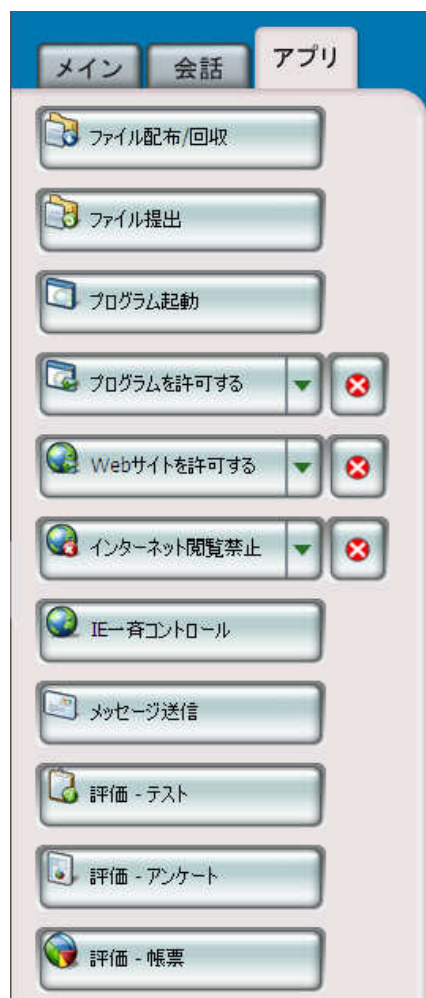 メイン 会話 アプリ
ファイル配布/回収
ファイル提出
プログラム起動
プログラムを許可する
Webサイトを許可する
インターネット閲覧禁止
IE一斉コントロール
メッセージ送信
評価 - テスト
評価 - アンケート
評価 - 帳票